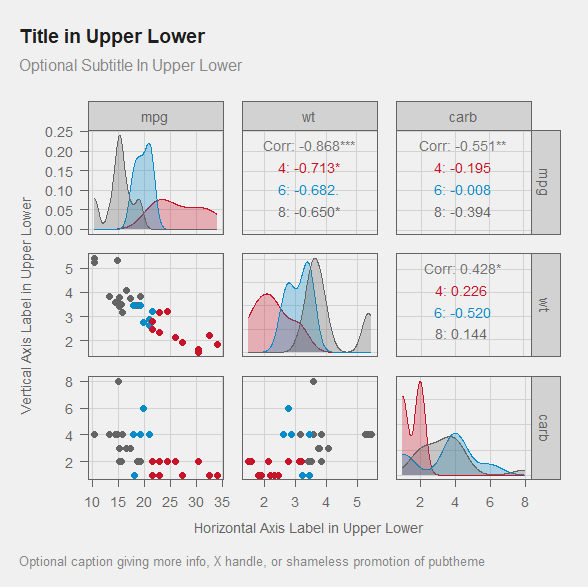 Title in Upper Lower
Optional Subtitle In Upper Lower
mpg wt carb
0.25
0.20
0.15
0.10
0.05
0.00
Corr: -0.868***
4: -0.713*
6: -0.682.
8: -0.650*
Corr: -0.551**
4: -0.195
6: -0.008
8: -0.394
mpg
Vertical Axis Label in Upper Lower
5
4
3
2
Corr: 0.428*
4: 0.226
6: -0.520
8: 0.144
wt
8
6
4
2
carb
10 15 20 25 30 35 2 3 4 5 2 4 6 8
Horizontal Axis Label in Upper Lower
Optional caption giving more info, X handle, or shameless promotion of pubtheme